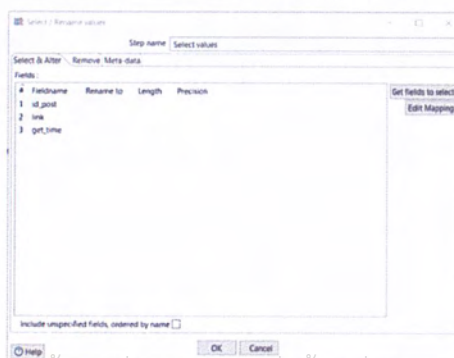 Select / Rename values
Step name Select values
Select & Alter Remove Meta-data
Fields :
# Fieldname Rename to Length Precision
1 id_post
2 link
3 get_time
Get fields to select
Edit Mapping
Include unspecified fields, ordered by name
Help OK Cancel